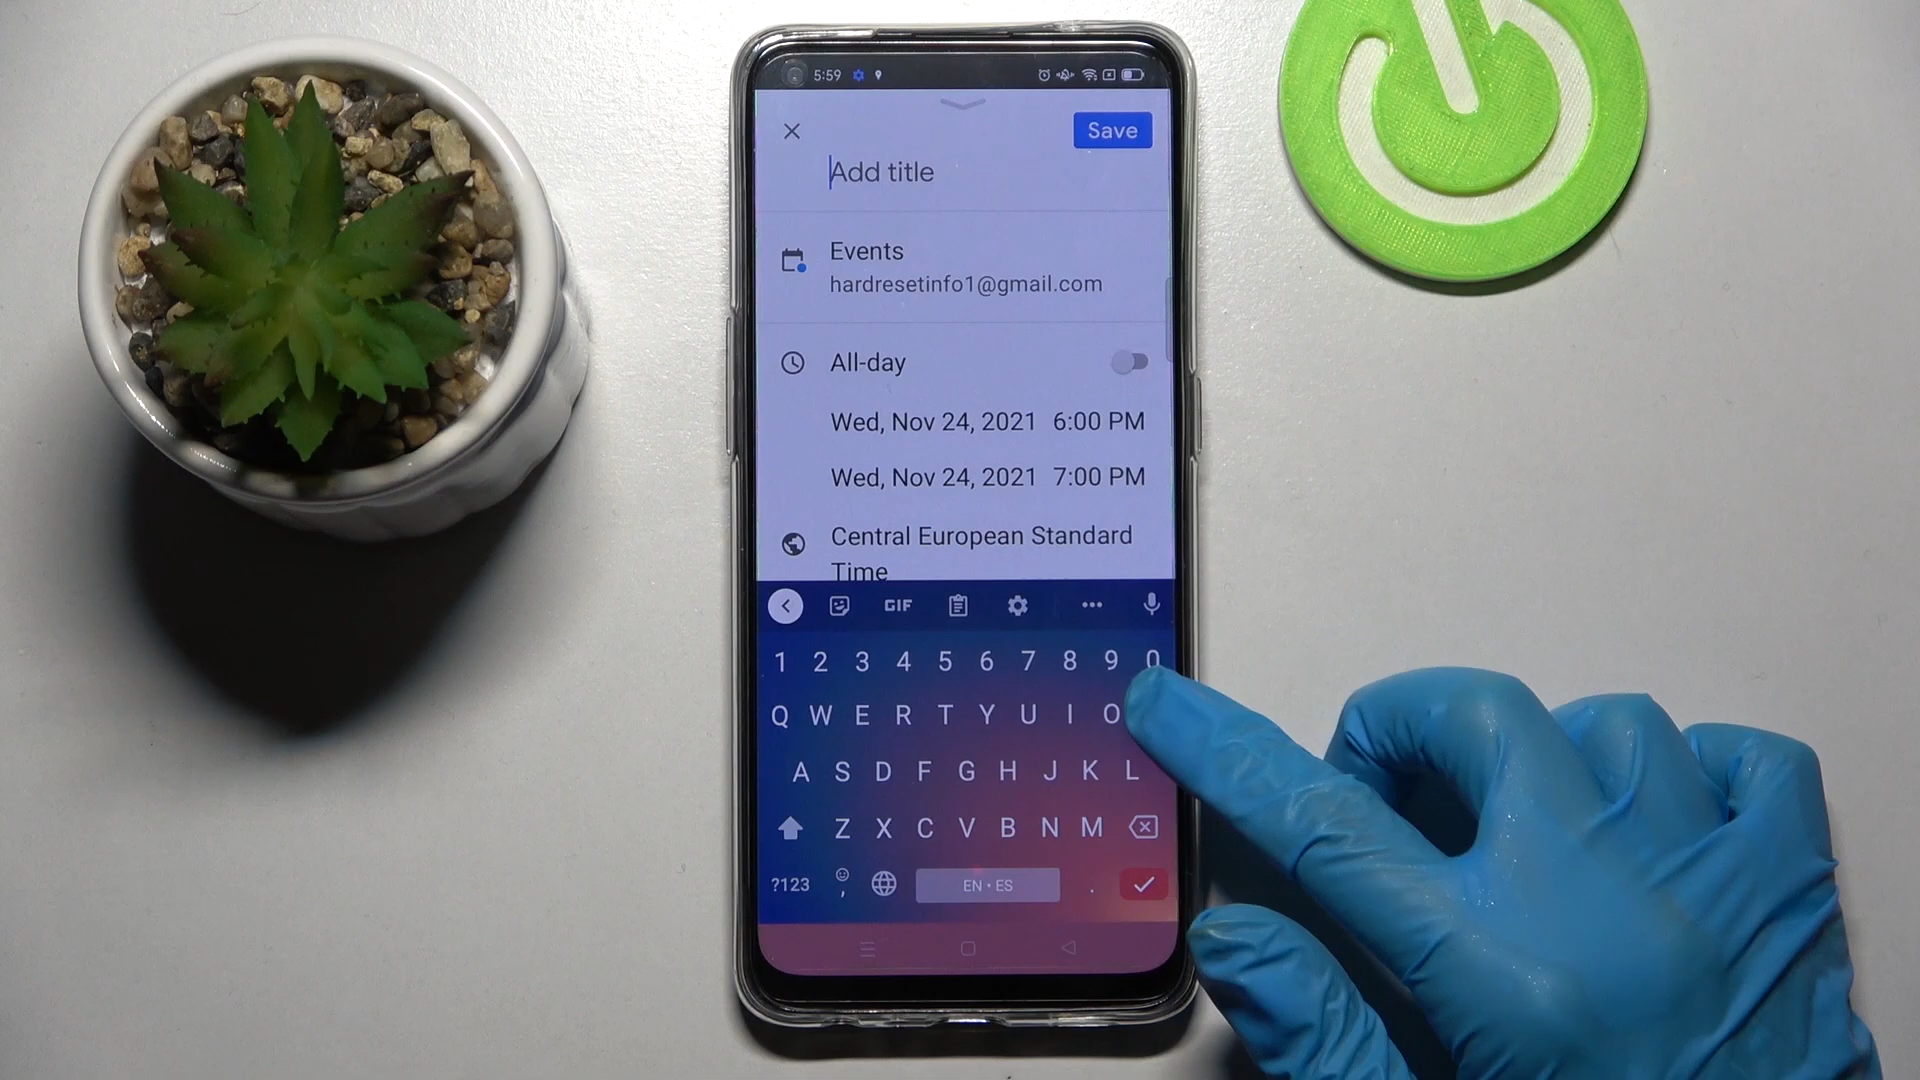 5:59
Save
Add title
Events
hardresetinfo1@gmail.com
All-day
Wed, Nov 24, 2021 6:00 PM
Wed, Nov 24, 2021 7:00 PM
Central European Standard
Time
GIF
1 2 3 4 5 6 7 8 9 0
Q W E R T Y U I O
A S D F G H J K L
Z X C V B N M
?123 , EN • ES .